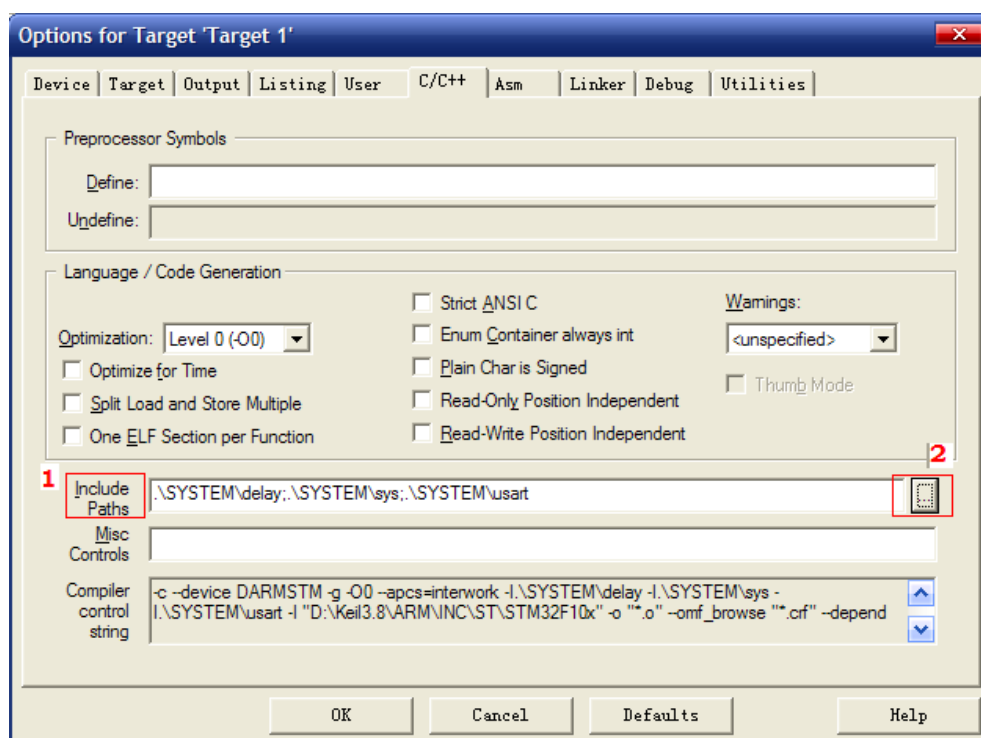 Options for Target 'Target 1'
Device Target Output Listing User C/C++ Asm Linker Debug Utilities
Preprocessor Symbols
Define:
Undefine:
Language / Code Generation
Strict ANSI C Warnings:
Optimization: Level 0 (-O0) Enum Container always int <unspecified>
Optimize for Time Plain Char is Signed Thumb Mode
Split Load and Store Multiple Read-Only Position Independent
One ELF Section per Function Read-Write Position Independent
2
1 Include Paths .\SYSTEM\delay;.\SYSTEM\sys;.\SYSTEM\usart ...
Misc Controls
Compiler control string
-c --device DARMSTM -g -O0 --apcs=interwork -I.\SYSTEM\delay -I.\SYSTEM\sys -
I.\SYSTEM\usart -I "D:\Keil3.8\ARM\INC\ST\STM32F10x" -o "*.o" --omf_browse "*.crf" --depend
OK Cancel Defaults Help